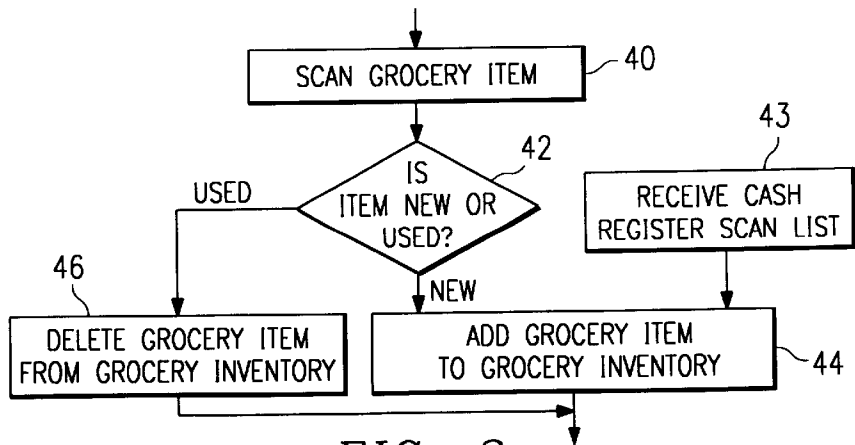 SCAN GROCERY ITEM
40
IS
ITEM NEW OR
USED?
42
USED
NEW
43
RECEIVE CASH
REGISTER SCAN LIST
46
DELETE GROCERY ITEM
FROM GROCERY INVENTORY
ADD GROCERY ITEM
TO GROCERY INVENTORY
44